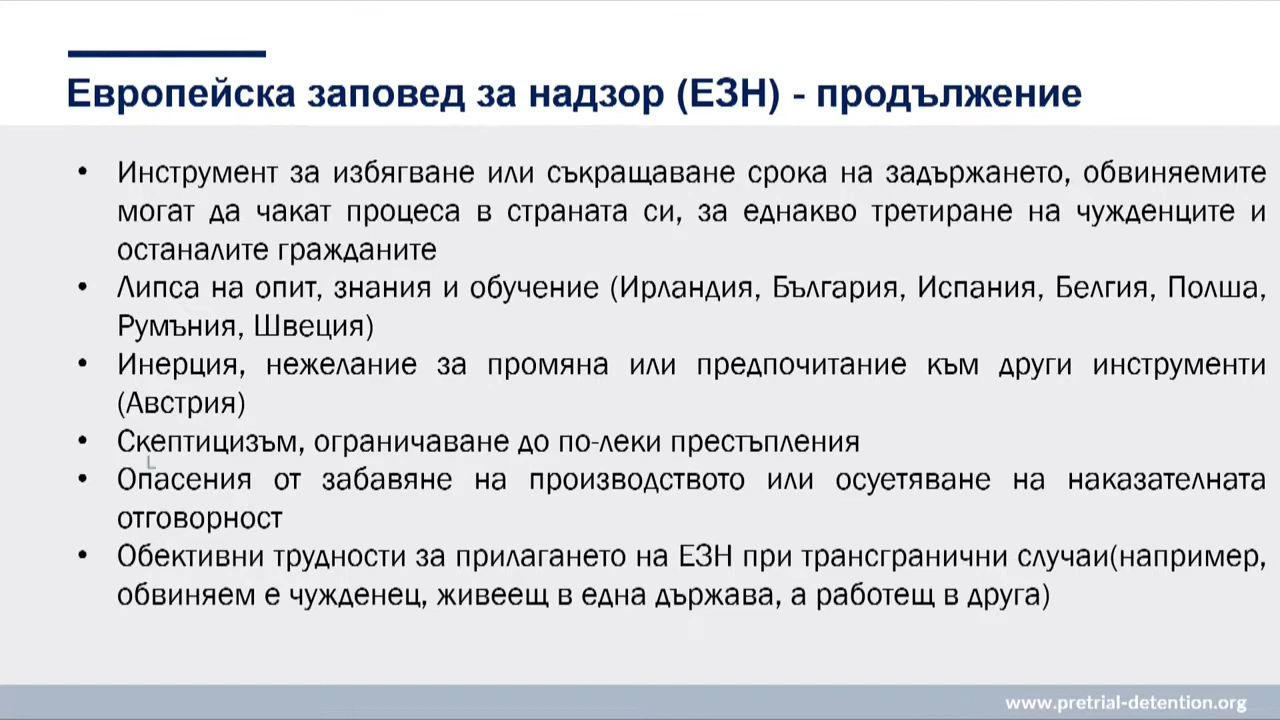 Европейска заповед за надзор (ЕЗН) - продължение
• Инструмент за избягване или съкращаване срока на задържането, обвиняемите
могат да чакат процеса в страната си, за еднакво третиране на чужденците и
останалите гражданите
• Липса на опит, знания и обучение (Ирландия, България, Испания, Белгия, Полша,
Румъния, Швеция)
• Инерция, нежелание за промяна или предпочитание към други инструменти
(Австрия)
• Скептицизъм, ограничаване до по-леки престъпления
• Опасения от забавяне на производството или осуетяване на наказателната
отговорност
• Обективни трудности за прилагането на ЕЗН при трансгранични случаи(например,
обвиняем е чужденец, живеещ в една държава, а работещ в друга)
www.pretrial-detention.org